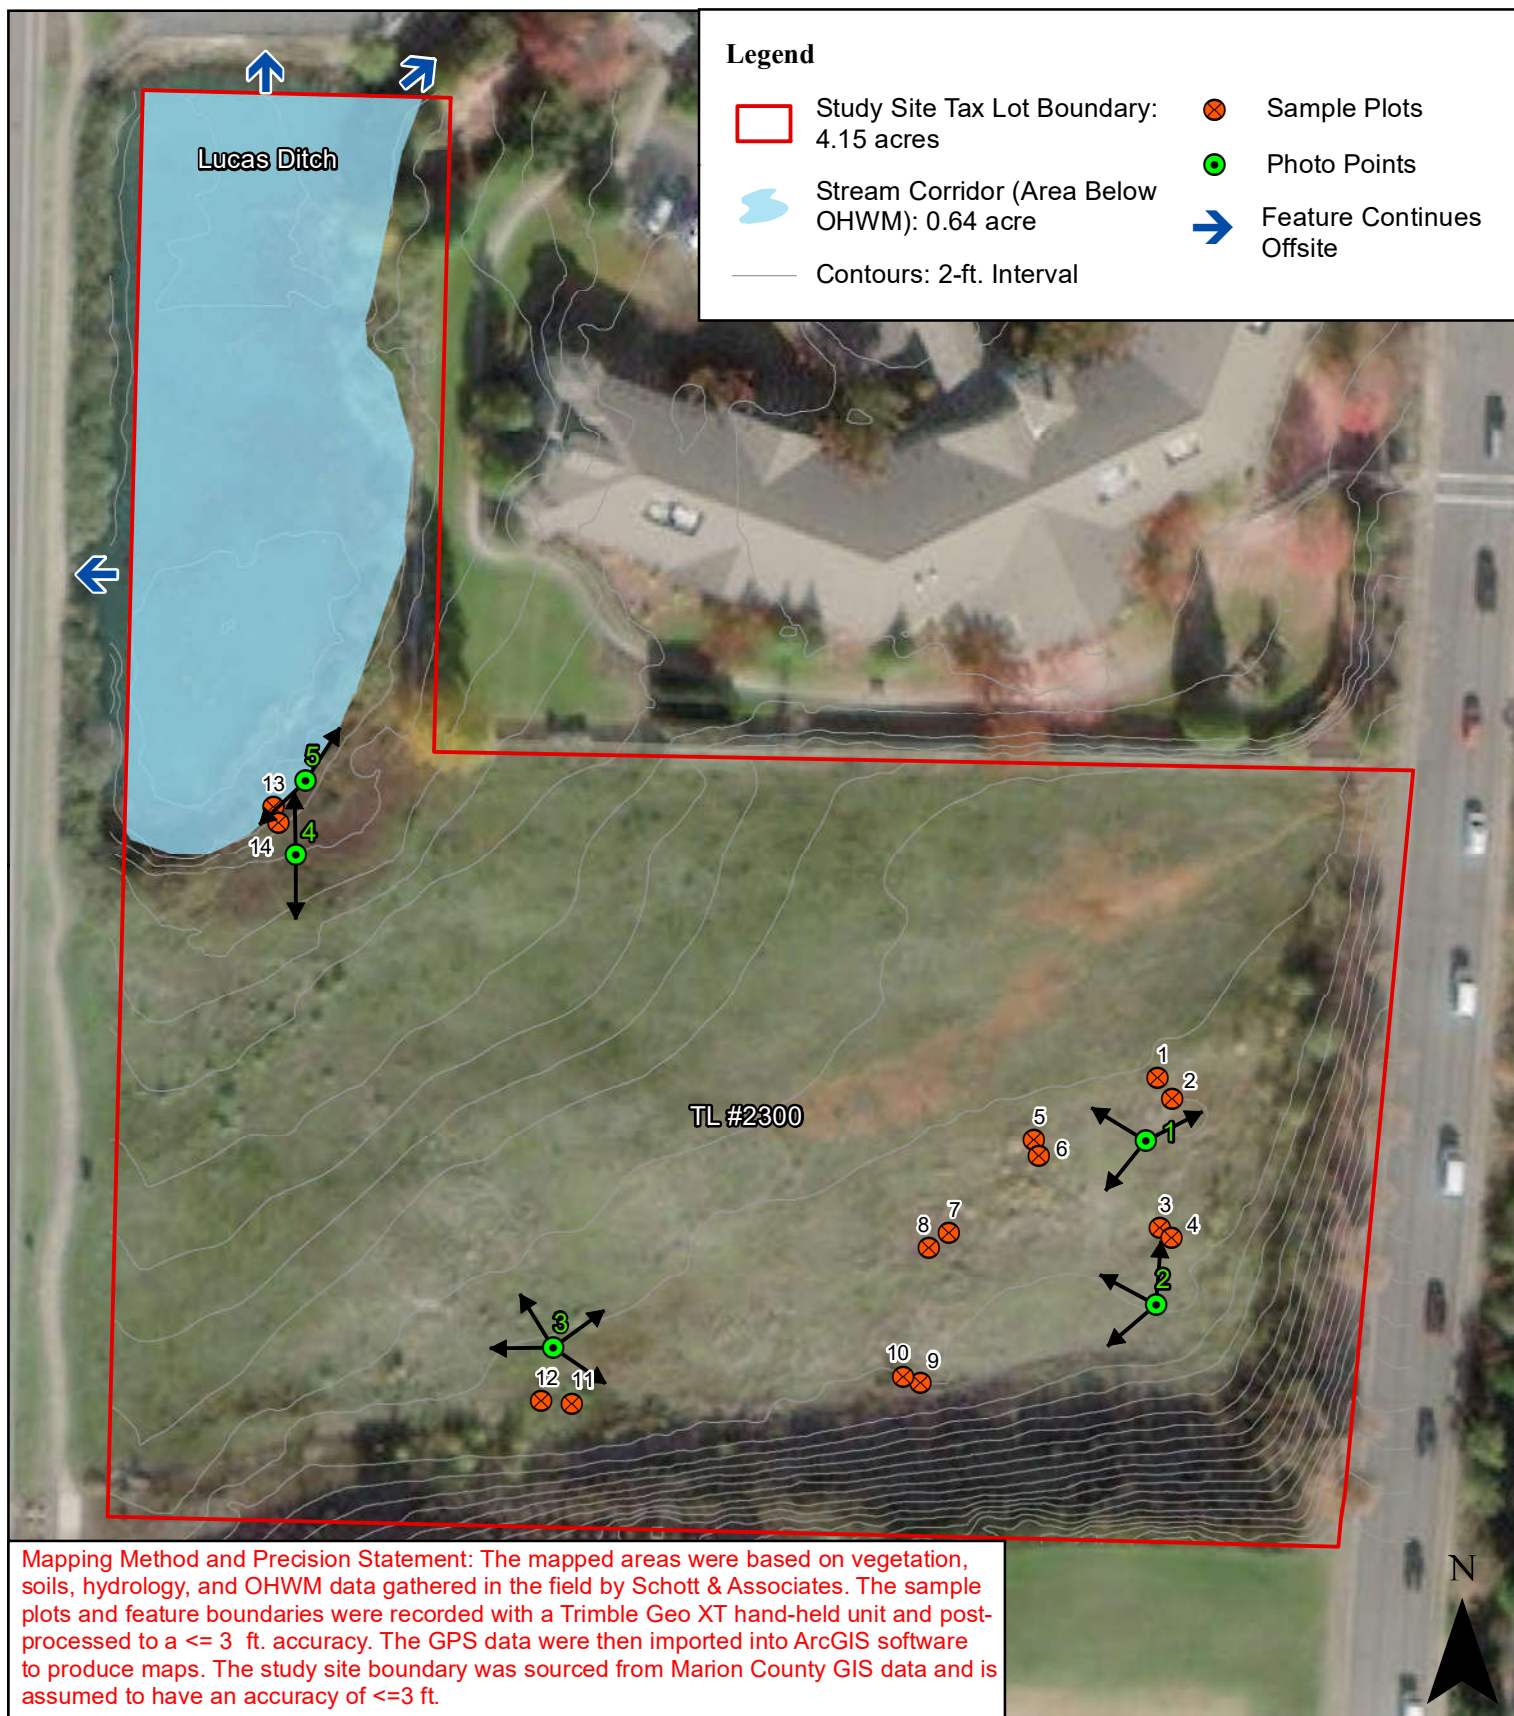 Legend
Study Site Tax Lot Boundary:
4.15 acres
Stream Corridor (Area Below
OHWM): 0.64 acre
Contours: 2-ft. Interval
Sample Plots
Photo Points
Feature Continues
Offsite
Lucas Ditch
5
13
4
14
1
2
5
1
6
3
4
7
8
2
3
10
9
12
11
TL #2300
Mapping Method and Precision Statement: The mapped areas were based on vegetation,
soils, hydrology, and OHWM data gathered in the field by Schott & Associates. The sample
plots and feature boundaries were recorded with a Trimble Geo XT hand-held unit and post-
processed to a <= 3 ft. accuracy. The GPS data were then imported into ArcGIS software
to produce maps. The study site boundary was sourced from Marion County GIS data and is
assumed to have an accuracy of <=3 ft.
N